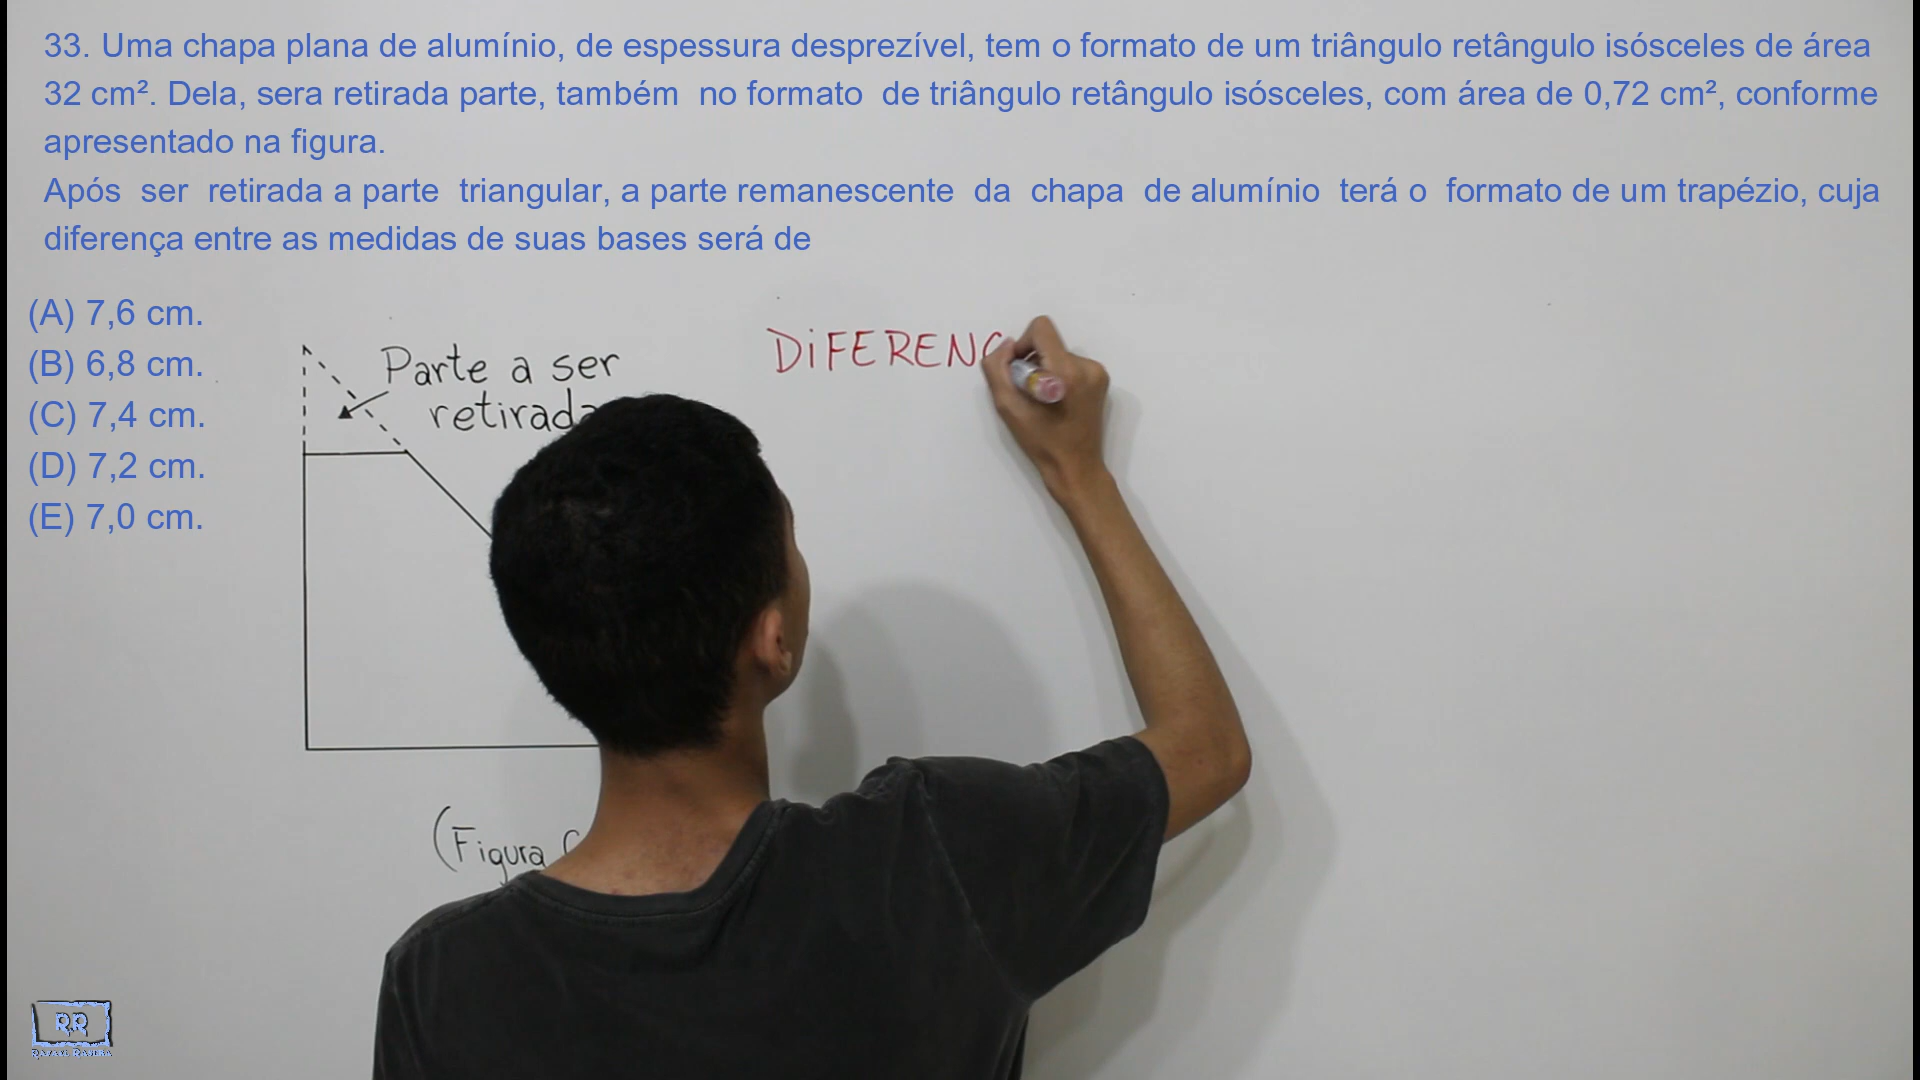 33. Uma chapa plana de alumínio, de espessura desprezível, tem o formato de um triângulo retângulo isósceles de área
32 cm². Dela, sera retirada parte, também no formato de triângulo retângulo isósceles, com área de 0,72 cm², conforme
apresentado na figura.
Após ser retirada a parte triangular, a parte remanescente da chapa de alumínio terá o formato de um trapézio, cuja
diferença entre as medidas de suas bases será de
(A) 7,6 cm.
(B) 6,8 cm.
(C) 7,4 cm.
(D) 7,2 cm.
(E) 7,0 cm.
Parte a ser
retirada
DiFERENC
(Figura
RR